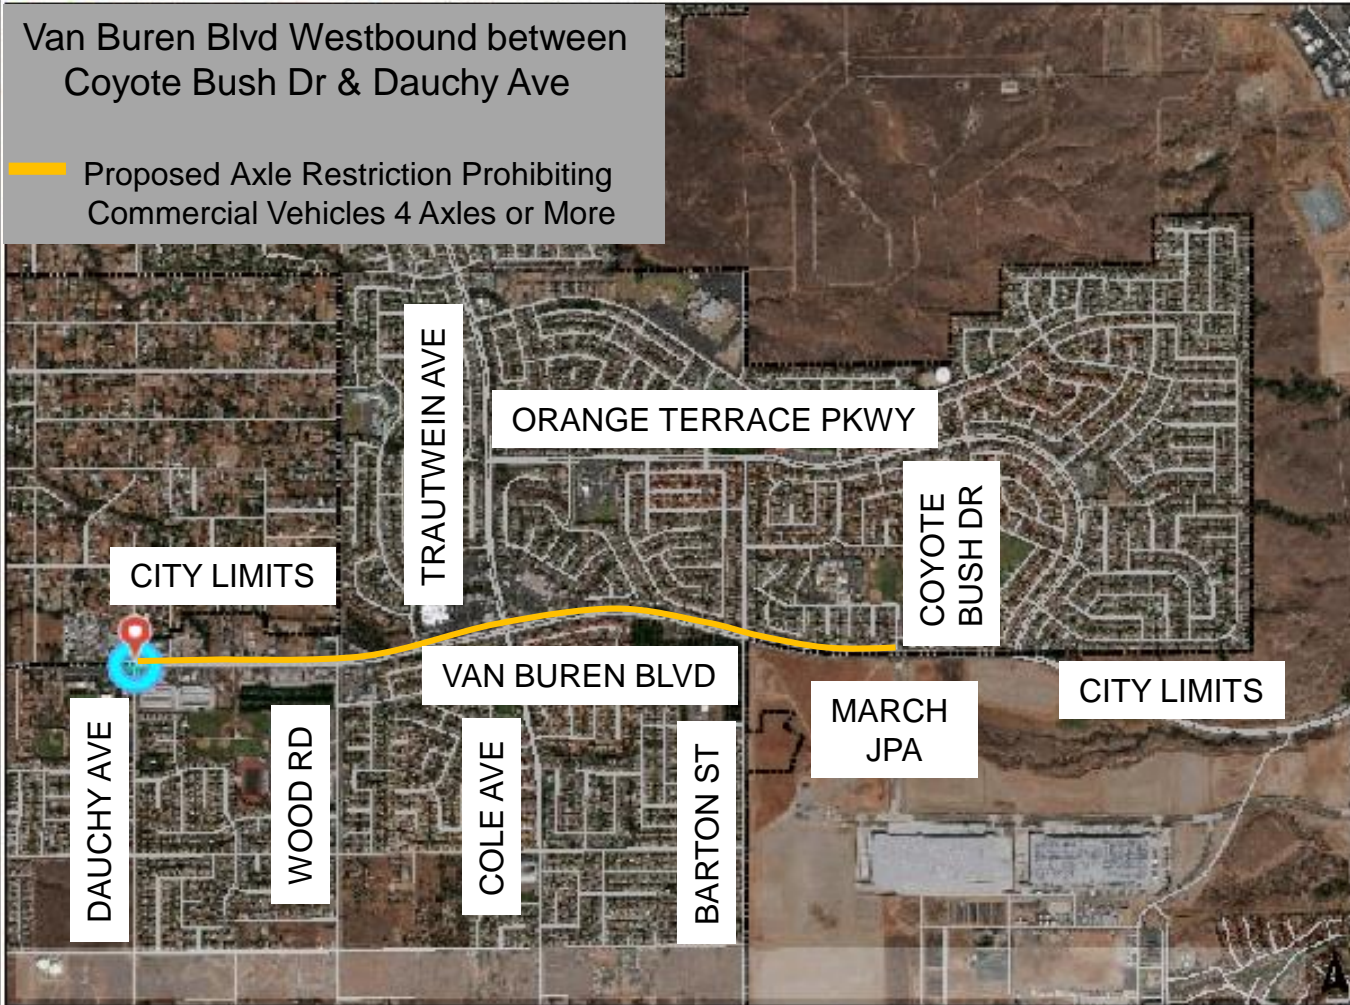 Van Buren Blvd Westbound between
Coyote Bush Dr & Dauchy Ave
Proposed Axle Restriction Prohibiting
Commercial Vehicles 4 Axles or More
TRAUTWEIN AVE
ORANGE TERRACE PKWY
COYOTE
BUSH DR
CITY LIMITS
VAN BUREN BLVD
CITY LIMITS
MARCH
JPA
DAUCHY AVE
WOOD RD
COLE AVE
BARTON ST